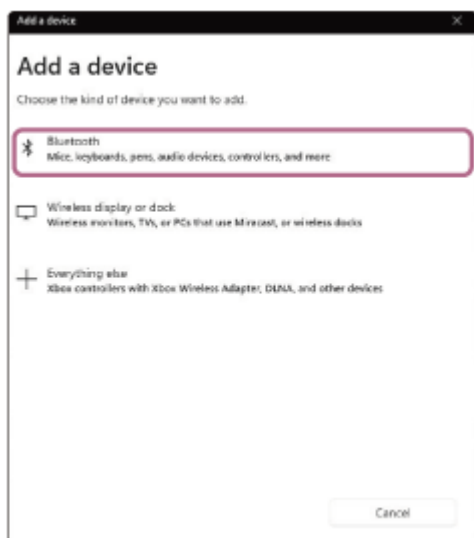 Add a device
Add a device
Choose the kind of device you want to add.
Bluetooth
Mice, keyboards, pens, audio devices, controllers, and more
Wireless display or dock
Wireless monitors, TVs, or PCs that use Miracast, or wireless docks
Everything else
Xbox controllers with Xbox Wireless Adapter, DLNA, and other devices
Cancel